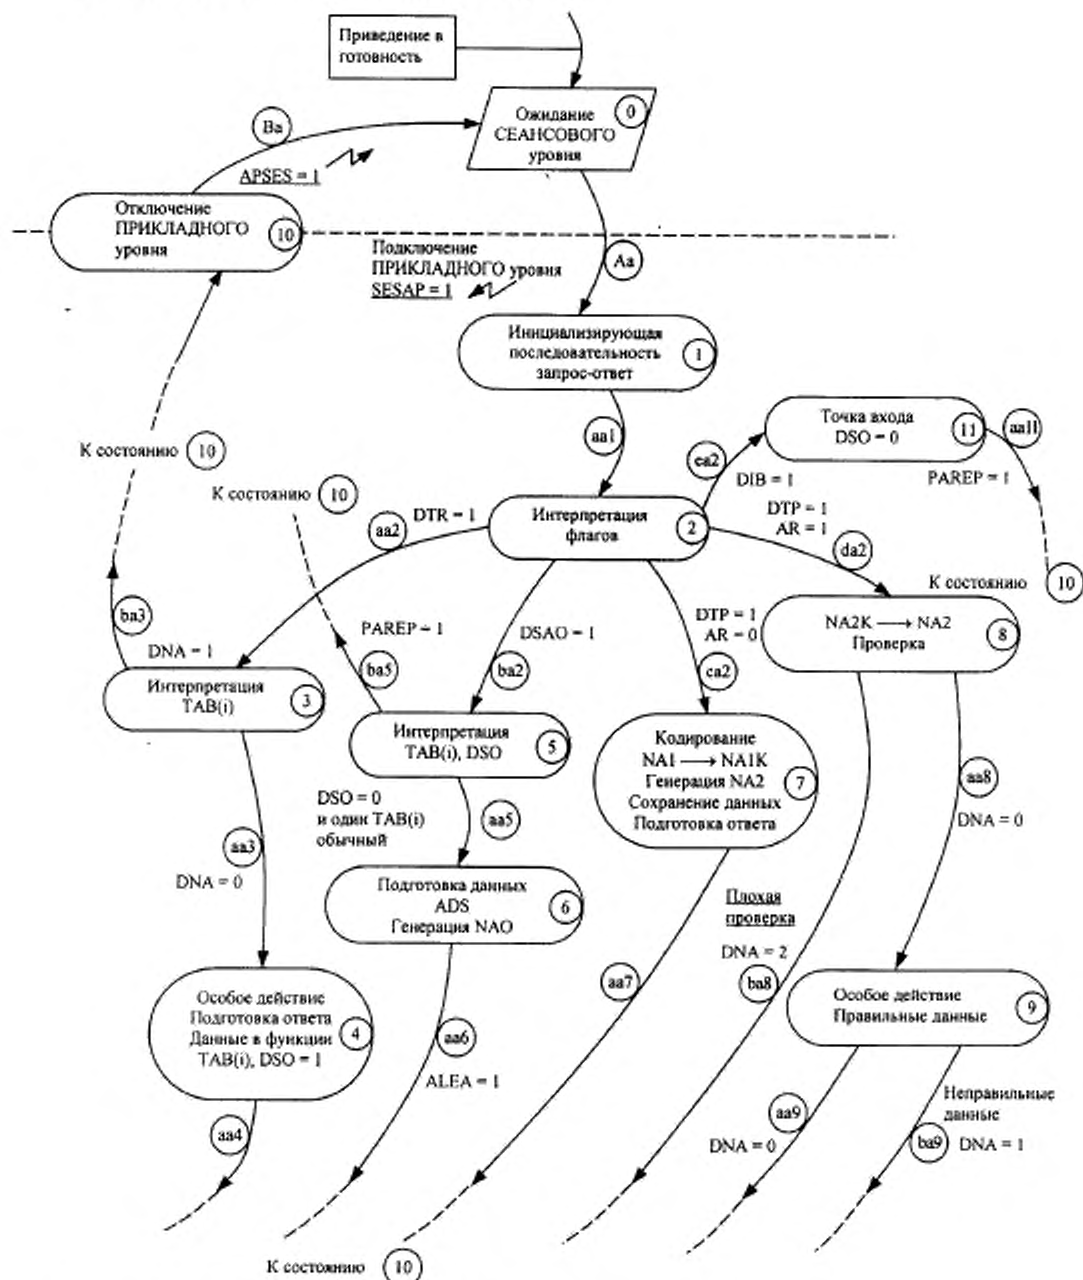 Приведение в
готовность
Ожидание
СЕАНСОВОГО
уровня
0
Ba
APSES = 1
Отключение
ПРИКЛАДНОГО
уровня
10
Подключение
ПРИКЛАДНОГО уровня
SESAP = 1
Aa
Инициализирующая
последовательность
запрос-ответ
1
aa1
Точка входа
DSO = 0
11
aa11
ea2
DIB = 1
PAREP = 1
К состоянию 10
К состоянию 10
DTR = 1
aa2
Интерпретация
флагов
2
DTP = 1
AR = 1
da2
К состоянию 10
ba3
DNA = 1
PAREP = 1
ba5
DSAO = 1
ba2
DTP = 1
AR = 0
ca2
NA2K → NA2
Проверка
8
Интерпретация
TAB(i)
3
Интерпретация
TAB(i), DSO
5
Кодирование
NA1 → NA1K
Генерация NA2
Сохранение данных
Подготовка ответа
7
DSO = 0
и один TAB(i)
обычный
aa5
aa8
DNA = 0
aa3
DNA = 0
Подготовка данных
ADS
Генерация NAO
6
Плохая
проверка
DNA = 2
ba8
aa7
Особое действие
Подготовка ответа
Данные в функции
TAB(i), DSO = 1
4
Особое действие
Правильные данные
9
aa6
ALEA = 1
aa4
aa9
DNA = 0
Неправильные
данные
ba9
DNA = 1
К состоянию 10